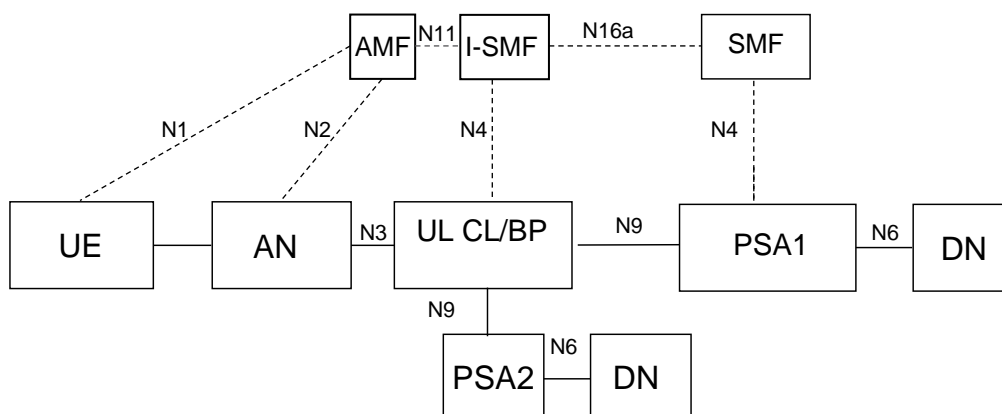 AMF
N11
I-SMF
N16a
SMF
N1
N2
N4
N4
UE
AN
N3
UL CL/BP
N9
PSA1
N6
DN
N9
PSA2
N6
DN